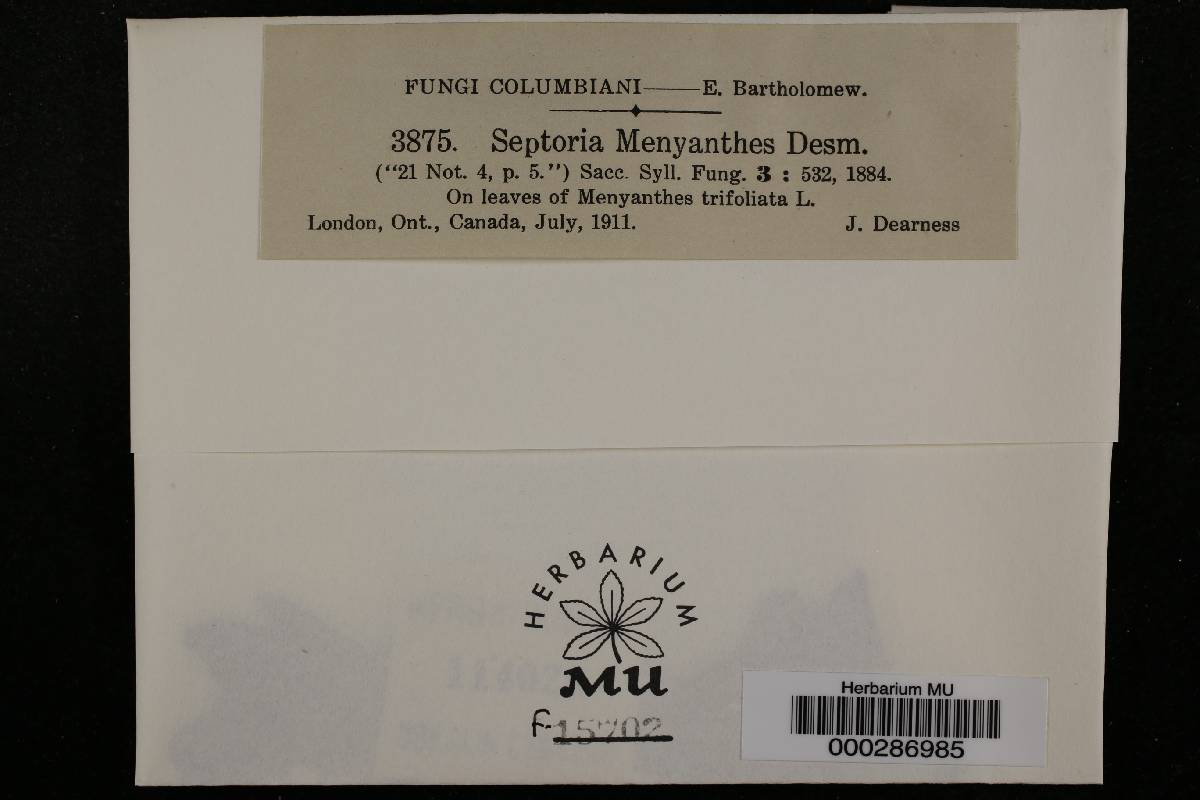 FUNGI COLUMBIANI——E. Bartholomew.
3875. Septoria Menyanthes Desm.
("21 Not. 4, p. 5.") Sacc. Syll. Fung. 3 : 532, 1884.
On leaves of Menyanthes trifoliata L.
London, Ont., Canada, July, 1911. J. Dearness
HERBARIUM
MU
F-15702
Herbarium MU
000286985